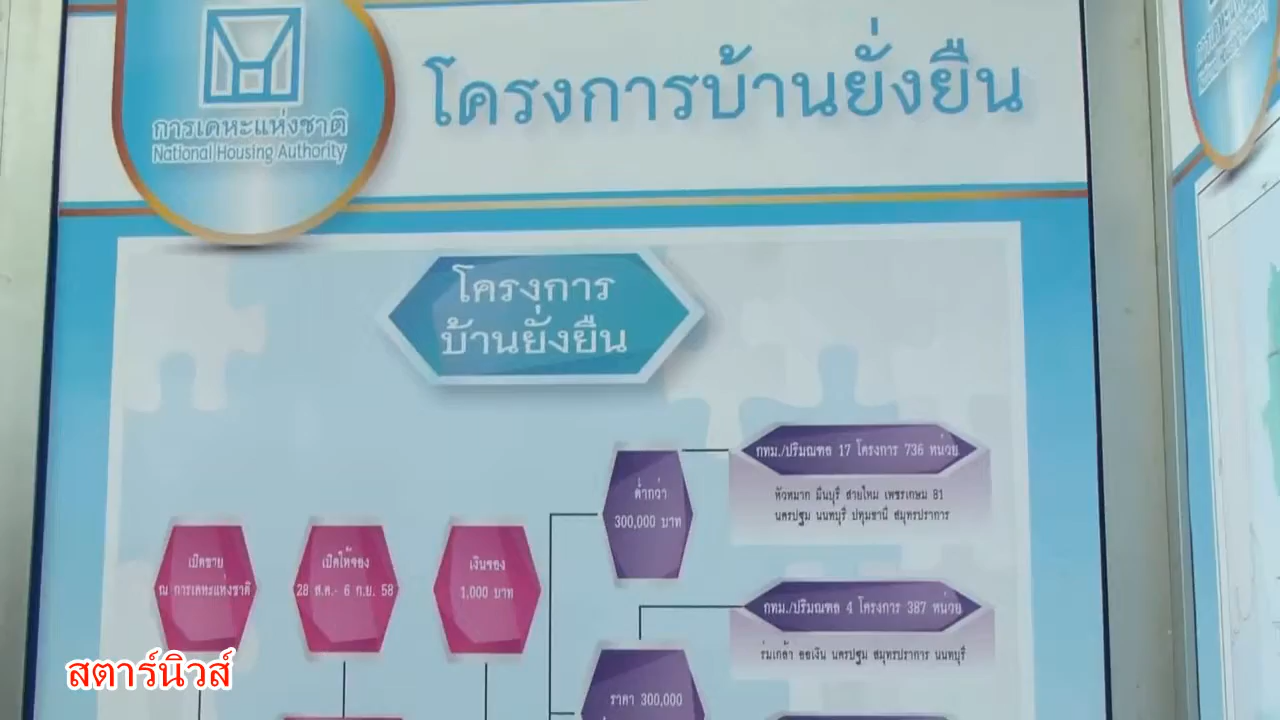 การเคหะแห่งชาติ
National Housing Authority
โครงการบ้านยั่งยืน
โครงการ
บ้านยั่งยืน
กทม./ปริมณฑล 17 โครงการ 736 หน่วย
หัวหมาก มีนบุรี สายไหม เพชรเกษม 81
นครปฐม นนทบุรี ปทุมธานี สมุทรปราการ
ต่ำกว่า
300,000 บาท
เปิดขาย
ณ การเคหะแห่งชาติ
เปิดให้จอง
28 ส.ค.- 6 ก.ย. 58
เงินจอง
1,000 บาท
กทม./ปริมณฑล 4 โครงการ 387 หน่วย
ร่มเกล้า ออเงิน นครปฐม สมุทรปราการ นนทบุรี
ราคา 300,000
สตาร์นิวส์